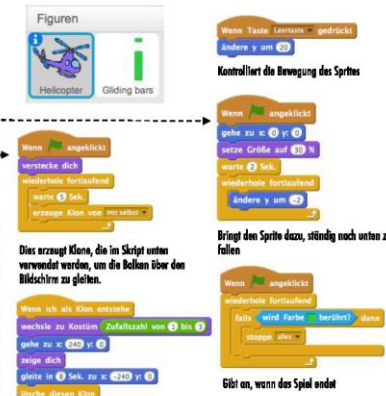 Figuren
Helicopter
Gliding bars
Wenn Taste Leertaste gedrückt
ändere y um 20
Kontrolliert die Bewegung des Sprites
Wenn angeklickt
gehe zu x: 0 y: 0
setze Größe auf 30 %
warte 2 Sek.
wiederhole fortlaufend
ändere y um -2
Bringt den Sprite dazu, ständig nach unten z
fallen
Wenn angeklickt
verstecke dich
wiederhole fortlaufend
warte 5 Sek.
erzeuge Klon von mir selbst
Dies erzeugt Klone, die im Skript unten
verwendet werden, um die Balken über den
Bildschirm zu gleiten.
Wenn ich als Klon entstehe
wechsle zu Kostüm Zufallszahl von 1 bis 3
gehe zu x: 240 y: 0
zeige dich
gleite in Sek. zu x: -240 y: 0
lösche diesen Klon
Wenn angeklickt
wiederhole fortlaufend
falls wird Farbe berührt? dann
stoppe alles
Gibt an, wann das Spiel endet